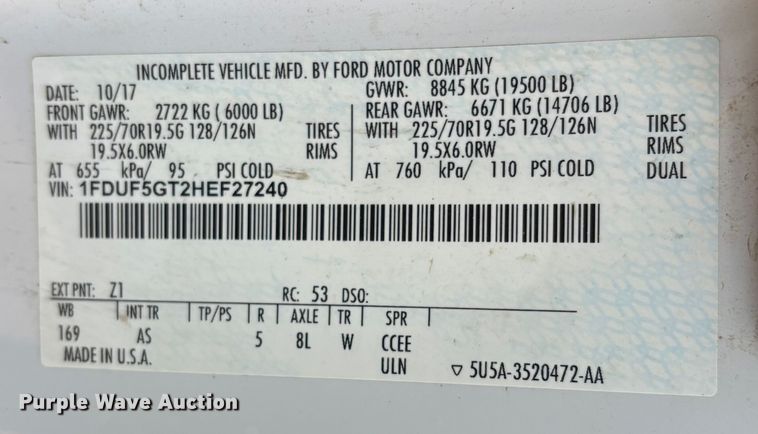 INCOMPLETE VEHICLE MFD. BY FORD MOTOR COMPANY
DATE: 10/17 GVWR: 8845 KG (19500 LB)
FRONT GAWR: 2722 KG ( 6000 LB) REAR GAWR: 6671 KG (14706 LB)
WITH 225/70R19.5G 128/126N TIRES WITH 225/70R19.5G 128/126N TIRES
19.5X6.0RW RIMS 19.5X6.0RW RIMS
AT 655 kPa/ 95 PSI COLD AT 760 kPa/ 110 PSI COLD DUAL
VIN: 1FDUF5GT2HEF27240
EXT PNT: Z1 RC: 53 DSO:
WB INT TR TP/PS R AXLE TR SPR
169 AS 5 8L W CCEE
MADE IN U.S.A. ULN ▽ 5U5A-3520472-AA
Purple Wave Auction